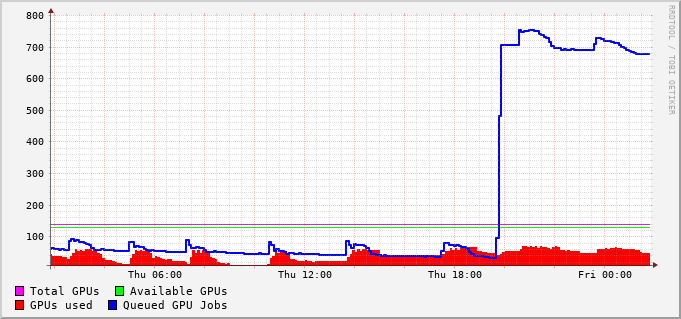 800
700
600
500
400
300
200
100
Thu 06:00 Thu 12:00 Thu 18:00 Fri 00:00
Total GPUs Available GPUs
GPUs used Queued GPU Jobs
RRDTOOL / TOBI OETIKER